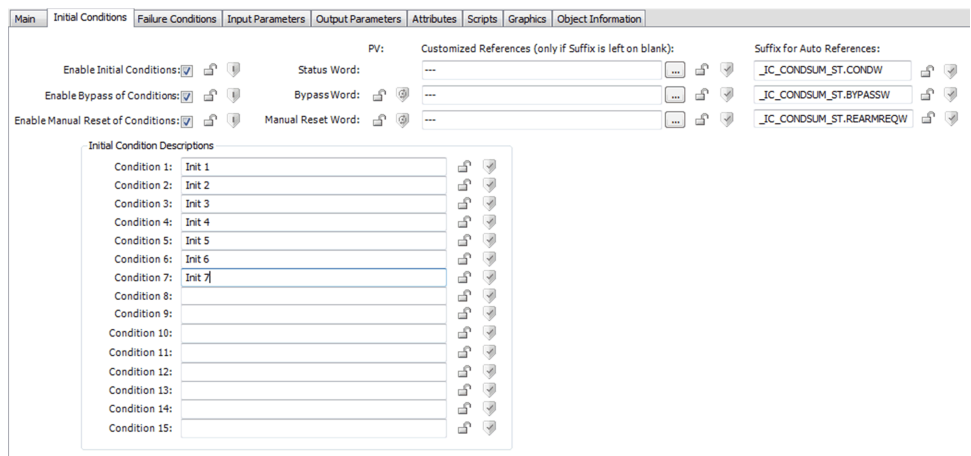 Main Initial Conditions Failure Conditions Input Parameters Output Parameters Attributes Scripts Graphics Object Information
PV: Customized References (only if Suffix is left on blank): Suffix for Auto References:
Enable Initial Conditions: Status Word: --- ... _IC_CONDSUM_ST.CONDW
Enable Bypass of Conditions: Bypass Word: --- ... _IC_CONDSUM_ST.BYPASSW
Enable Manual Reset of Conditions: Manual Reset Word: --- ... _IC_CONDSUM_ST.REARMREQW
Initial Condition Descriptions
Condition 1: Init 1
Condition 2: Init 2
Condition 3: Init 3
Condition 4: Init 4
Condition 5: Init 5
Condition 6: Init 6
Condition 7: Init 7
Condition 8:
Condition 9:
Condition 10:
Condition 11:
Condition 12:
Condition 13:
Condition 14:
Condition 15: